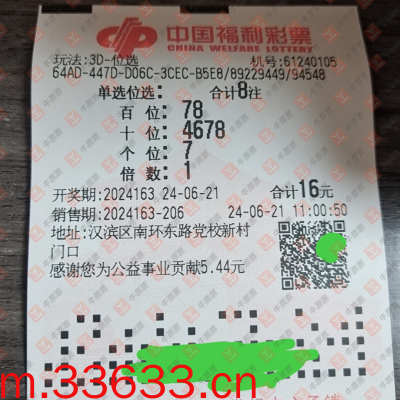 中国福利彩票
CHINA WELFARE LOTTERY
玩法:3D-位选 机号:61240105
64AD-447D-D06C-3CEC-B5E8/89229449/94548
单选位选: 合计8注
百 位: 78
十 位: 4678
个 位: 7
倍 数: 1
开奖期:2024163 24-06-21 合计16元
销售期:2024163-206 24-06-21 11:00:50
地址:汉滨区南环东路党校新村
门口
感谢您为公益事业贡献5.44元
m.33633.cn